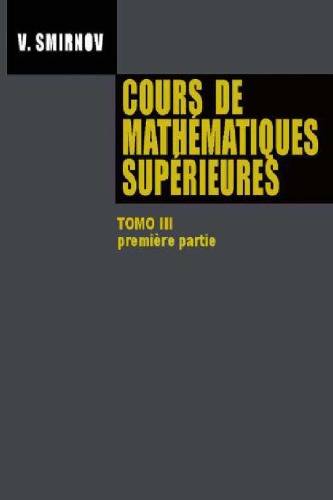 V. SMIRNOV
COURS DE
MATHÉMATIQUES
SUPÉRIEURES
TOMO III
première partie